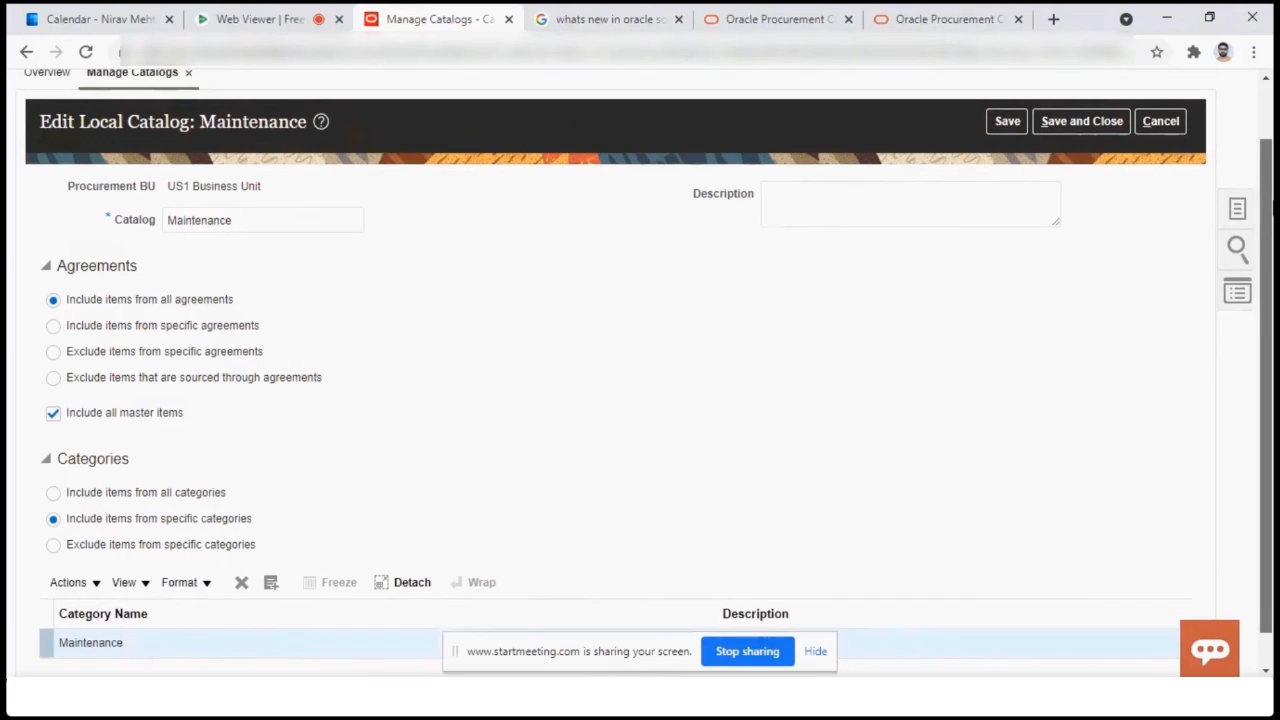 Calendar - Nirav Meht
Web Viewer | Free
Manage Catalogs - Ca
whats new in oracle sc
Oracle Procurement C
Oracle Procurement C
Overview
Manage Catalogs
Edit Local Catalog: Maintenance
Save
Save and Close
Cancel
Procurement BU US1 Business Unit
Description
* Catalog Maintenance
Agreements
Include items from all agreements
Include items from specific agreements
Exclude items from specific agreements
Exclude items that are sourced through agreements
Include all master items
Categories
Include items from all categories
Include items from specific categories
Exclude items from specific categories
Actions View Format Freeze Detach Wrap
Category Name Description
Maintenance
www.startmeeting.com is sharing your screen. Stop sharing Hide